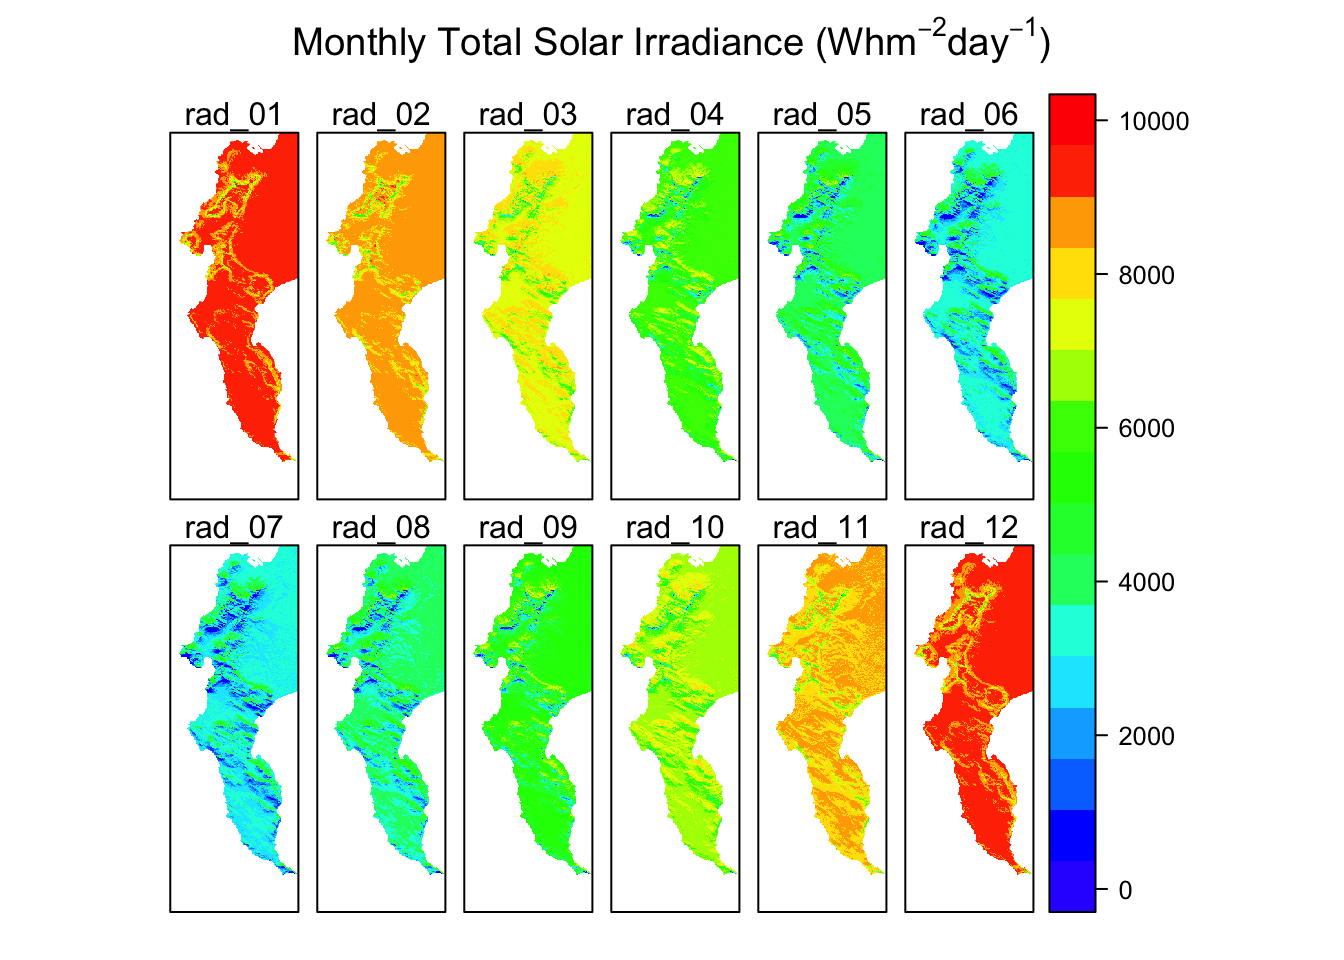 Monthly Total Solar Irradiance (Whm⁻²day⁻¹)
rad_01 rad_02 rad_03 rad_04 rad_05 rad_06
rad_07 rad_08 rad_09 rad_10 rad_11 rad_12
10000
8000
6000
4000
2000
0